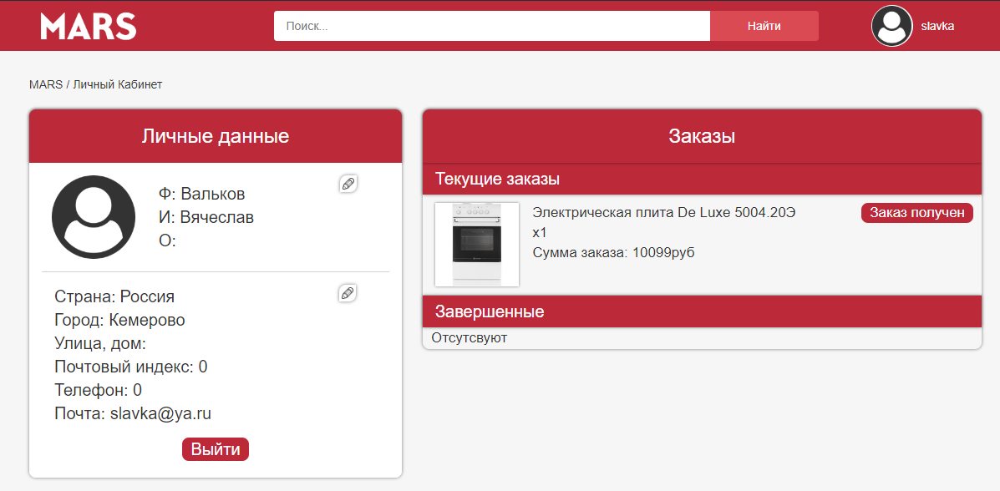 MARS
Поиск...
Найти
slavka
MARS / Личный Кабинет
Личные данные
Ф: Вальков
И: Вячеслав
О:
Страна: Россия
Город: Кемерово
Улица, дом:
Почтовый индекс: 0
Телефон: 0
Почта: slavka@ya.ru
Выйти
Заказы
Текущие заказы
Электрическая плита De Luxe 5004.20Э
x1
Сумма заказа: 10099руб
Заказ получен
Завершенные
Отсутсвуют